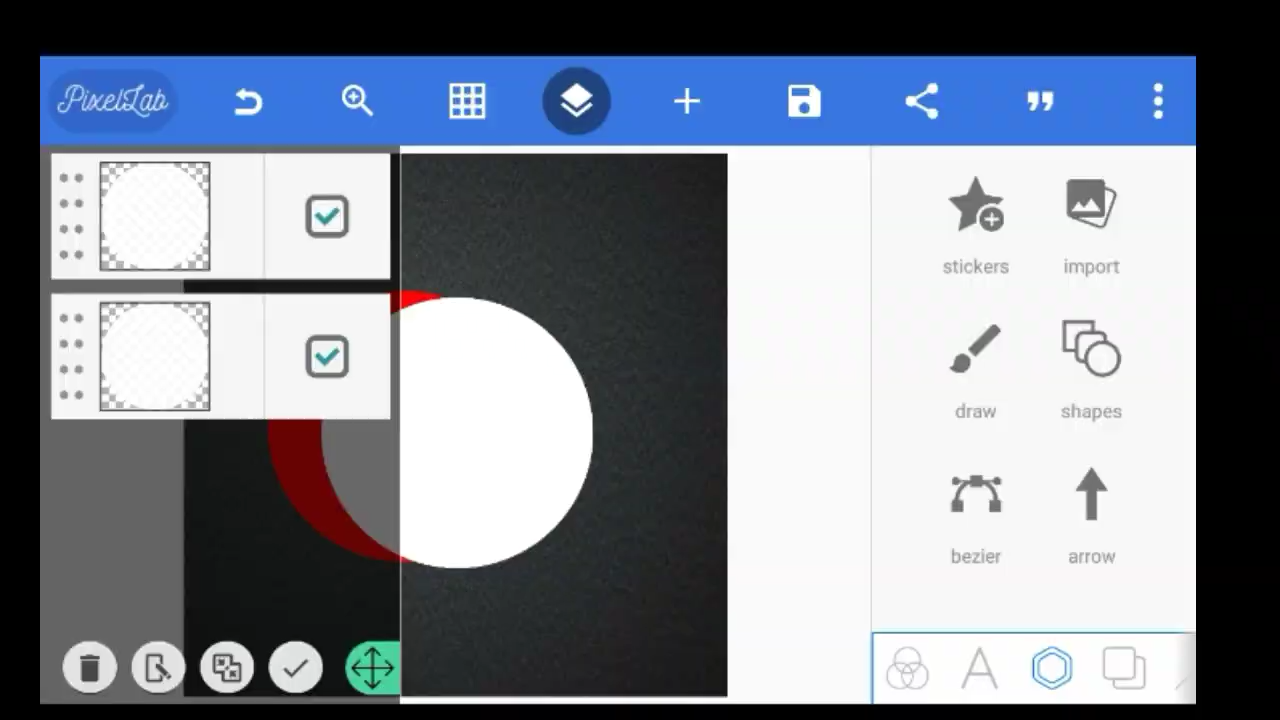 PixelLab
stickers
import
draw
shapes
bezier
arrow